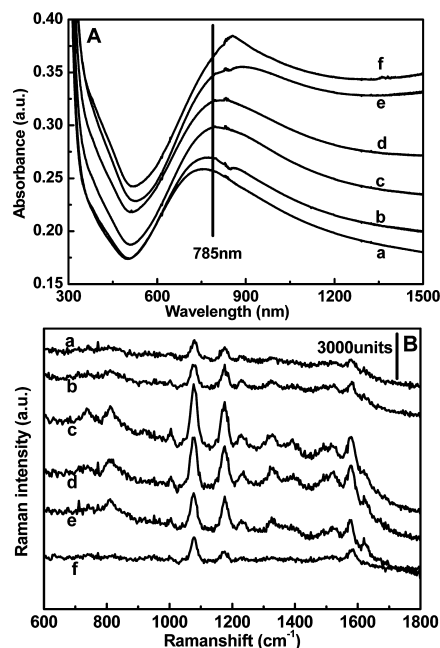 0.40
A
f
0.35
e
0.30
d
c
0.25
b
0.20
a
785nm
0.15
300 600 900 1200 1500
Wavelength (nm)
Absorbance (a.u.)
B
3000units
a
b
c
d
e
f
600 800 1000 1200 1400 1600 1800
Ramanshift (cm⁻¹)
Raman intensity (a.u.)